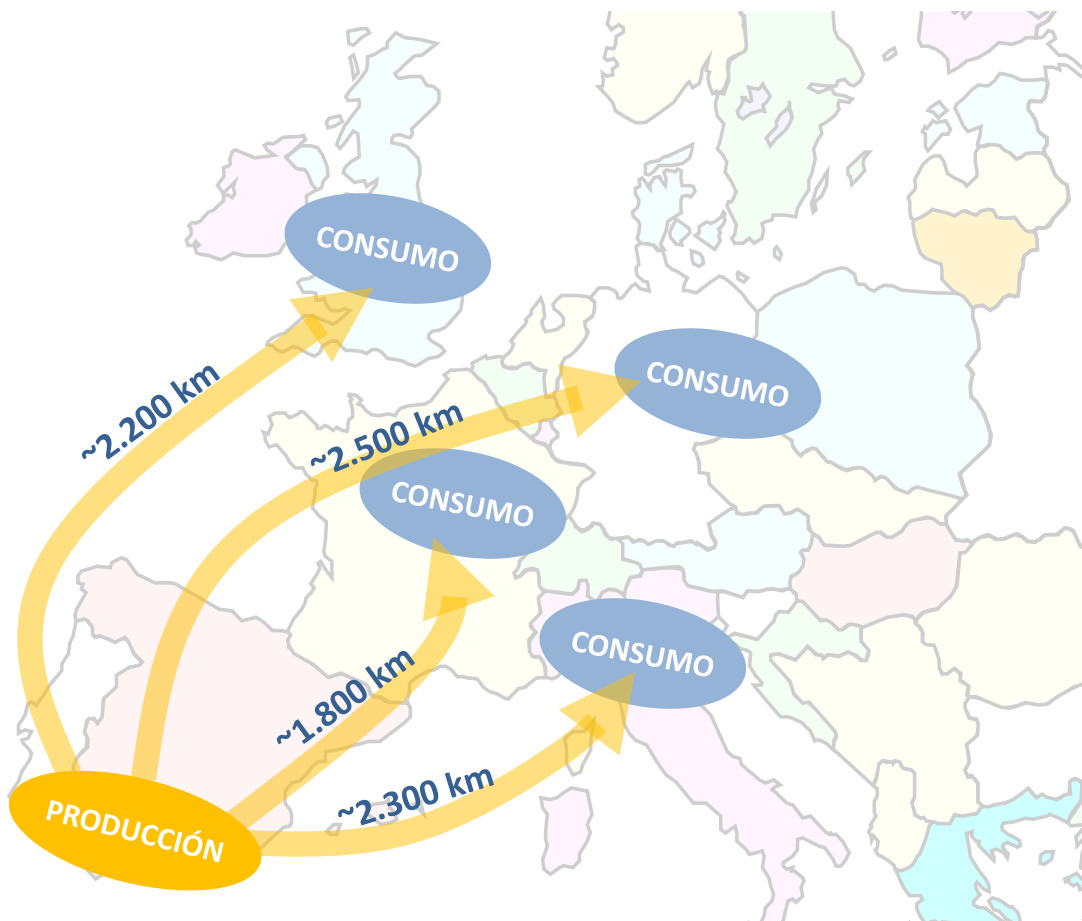 CONSUMO
~2.200 km
CONSUMO
~2.500 km
CONSUMO
CONSUMO
~1.800 km
~2.300 km
PRODUCCIÓN